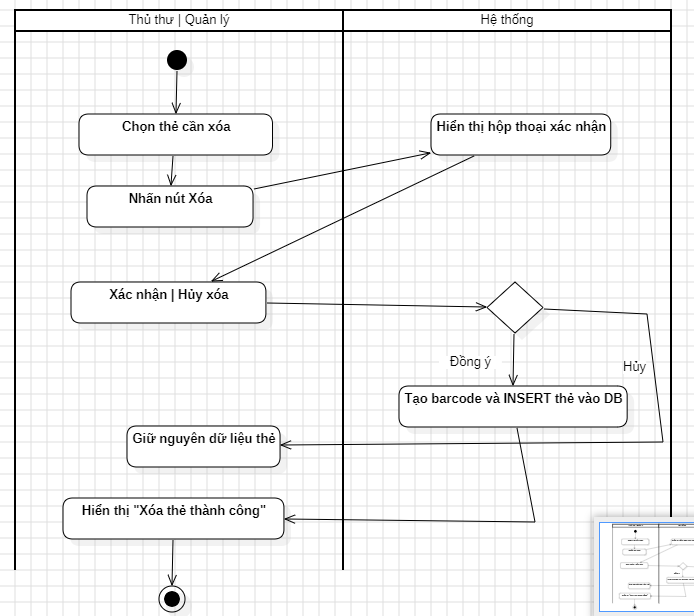 Thủ thư | Quản lý
Hệ thống
Chọn thẻ cần xóa
Hiển thị hộp thoại xác nhận
Nhấn nút Xóa
Xác nhận | Hủy xóa
Đồng ý
Hủy
Tạo barcode và INSERT thẻ vào DB
Giữ nguyên dữ liệu thẻ
Hiển thị "Xóa thẻ thành công"